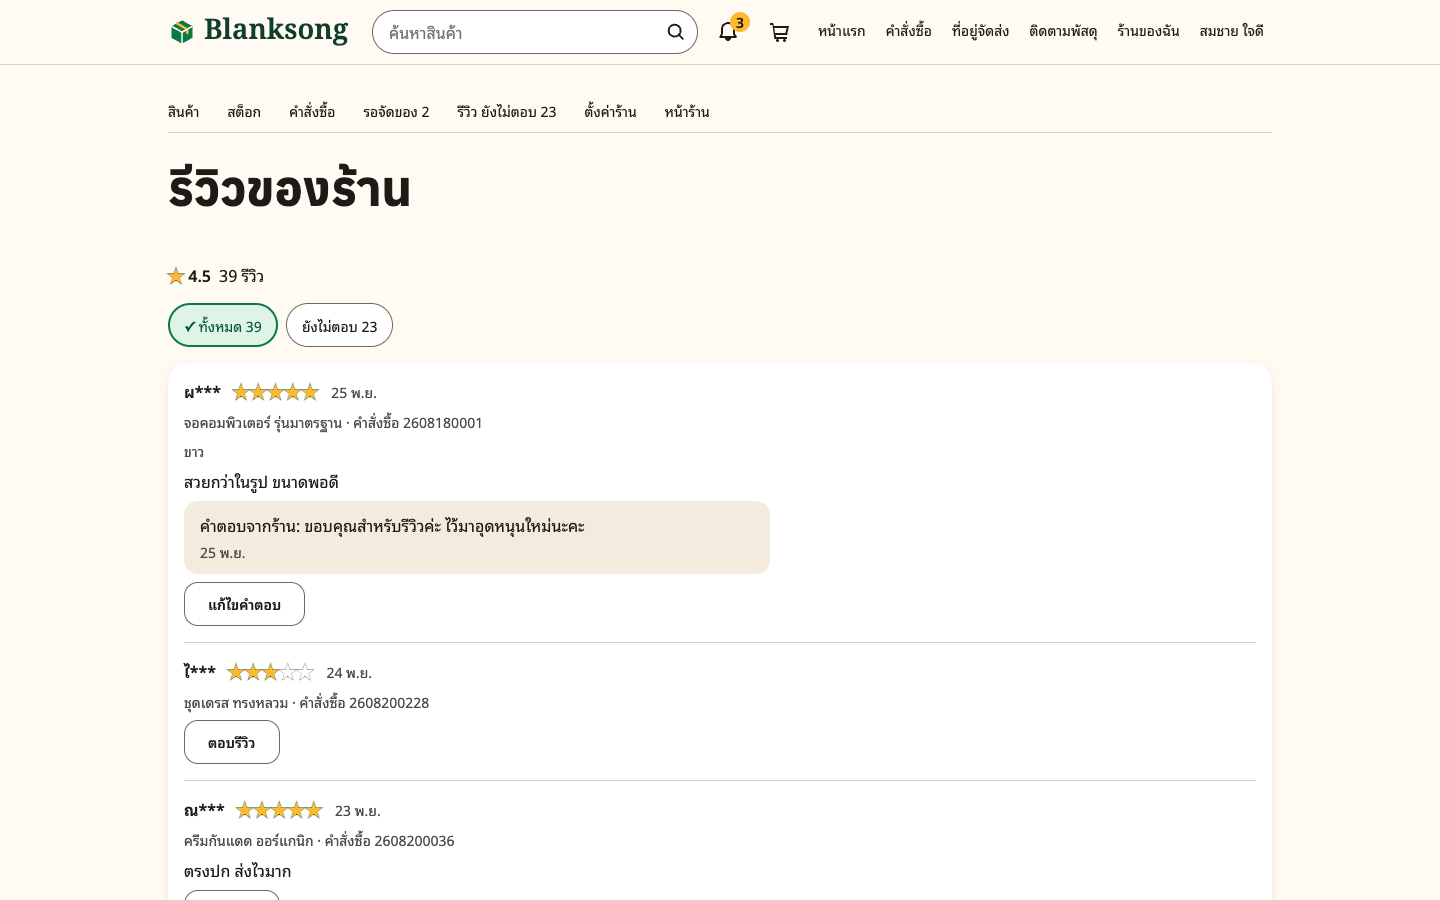 Blanksong
ค้นหาสินค้า
3
หน้าแรก
คำสั่งซื้อ
ที่อยู่จัดส่ง
ติดตามพัสดุ
ร้านของฉัน
สมชาย ใจดี
สินค้า
สต็อก
คำสั่งซื้อ
รอจัดของ 2
รีวิว ยังไม่ตอบ 23
ตั้งค่าร้าน
หน้าร้าน
รีวิวของร้าน
4.5 39 รีวิว
✓ ทั้งหมด 39
ยังไม่ตอบ 23
ผ*** 25 พ.ย.
จอคอมพิวเตอร์ รุ่นมาตรฐาน · คำสั่งซื้อ 2608180001
ขาว
สวยกว่าในรูป ขนาดพอดี
คำตอบจากร้าน: ขอบคุณสำหรับรีวิวค่ะ ไว้มาอุดหนุนใหม่นะคะ
25 พ.ย.
แก้ไขคำตอบ
ไ*** 24 พ.ย.
ชุดเดรส ทรงหลวม · คำสั่งซื้อ 2608200228
ตอบรีวิว
ณ*** 23 พ.ย.
ครีมกันแดด ออร์แกนิก · คำสั่งซื้อ 2608200036
ตรงปก ส่งไวมาก